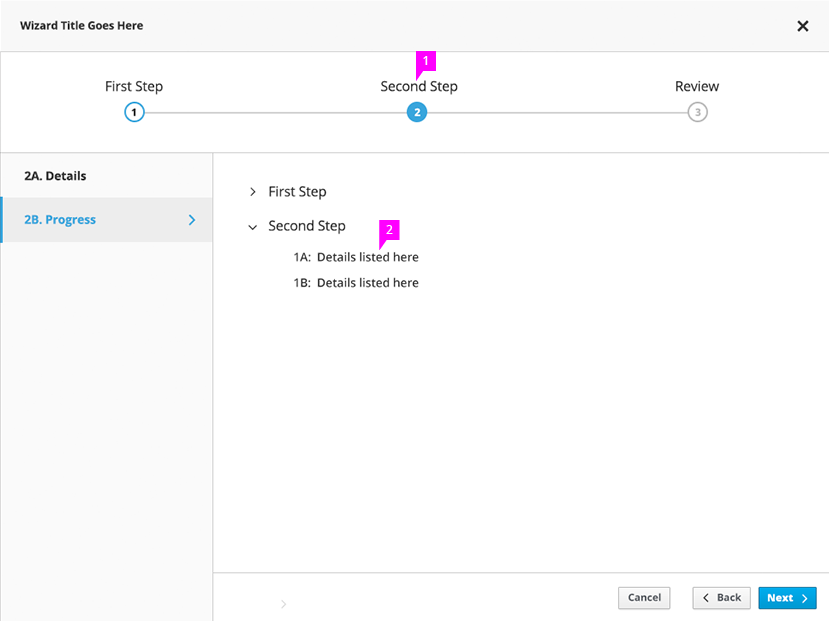 Wizard Title Goes Here
1
First Step
Second Step
Review
1
2
3
2A. Details
2B. Progress
First Step
Second Step
2
1A: Details listed here
1B: Details listed here
Cancel
Back
Next